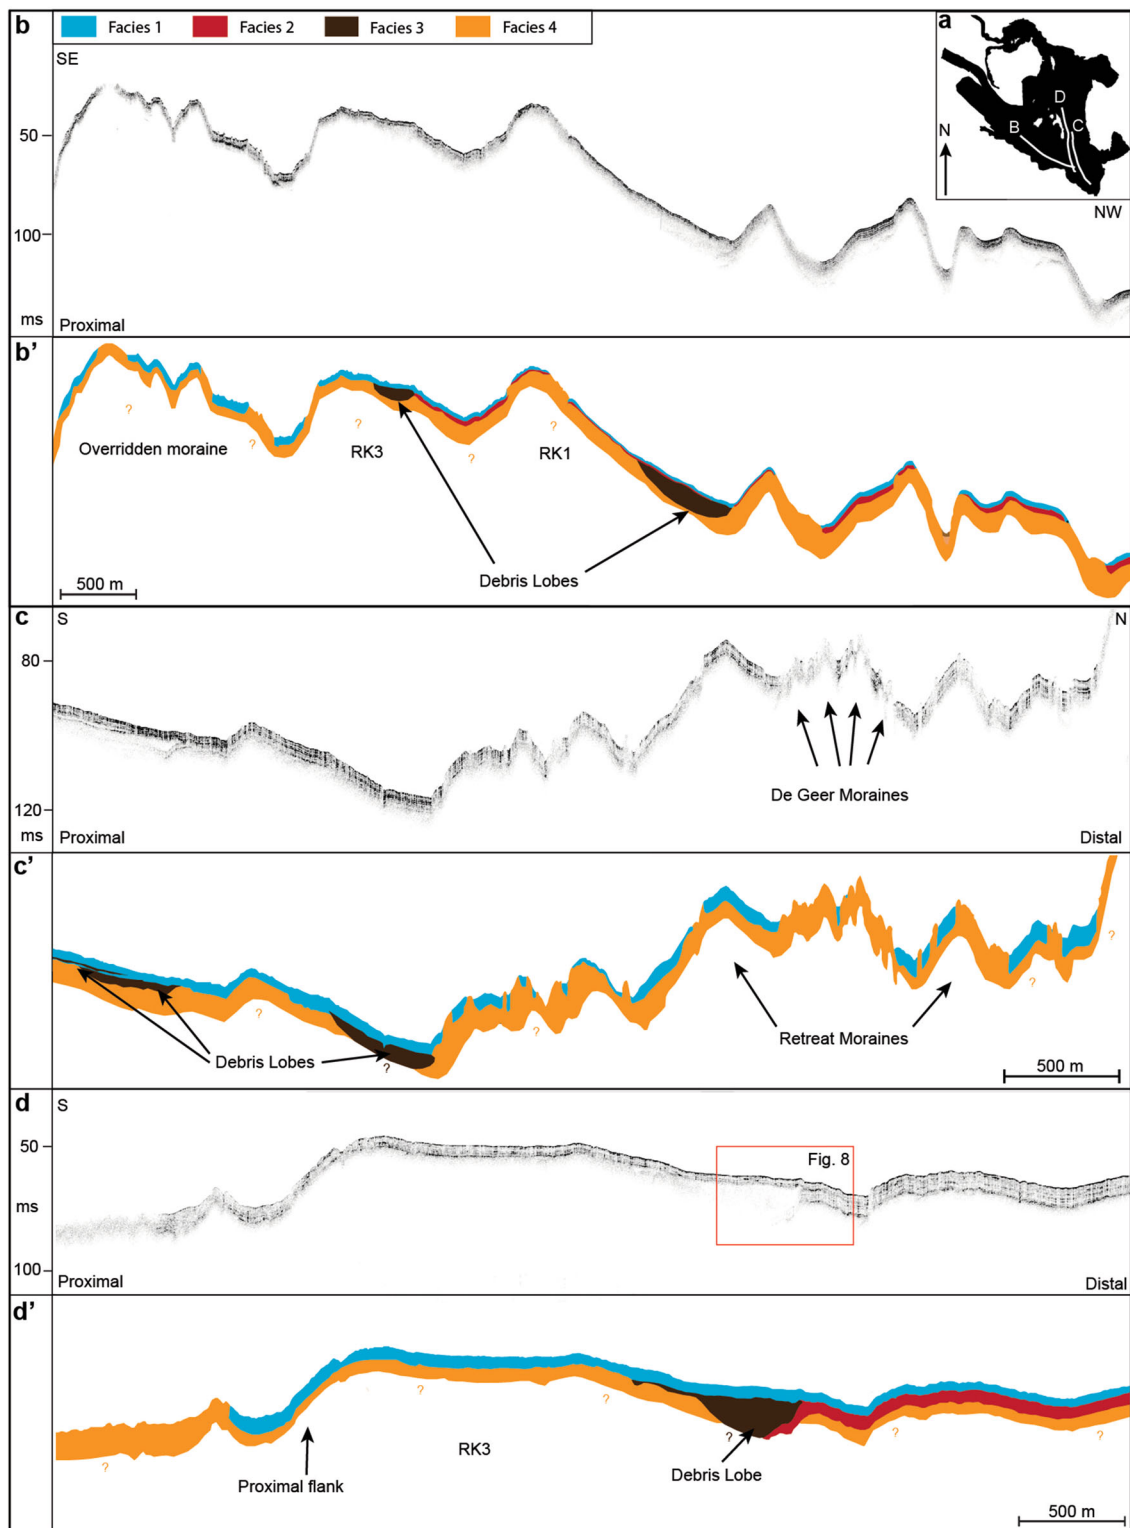 b
Facies 1
Facies 2
Facies 3
Facies 4
a
D
B
C
N
SE
NW
50
100
ms
Proximal
b'
?
?
?
?
Overridden moraine
RK3
RK1
Debris Lobes
500 m
c
S
N
80
120
ms
De Geer Moraines
Proximal
Distal
c'
?
?
?
?
?
Debris Lobes
Retreat Moraines
500 m
d
S
50
ms
100
Fig. 8
Proximal
Distal
d'
?
?
?
?
?
?
RK3
Proximal flank
Debris Lobe
500 m